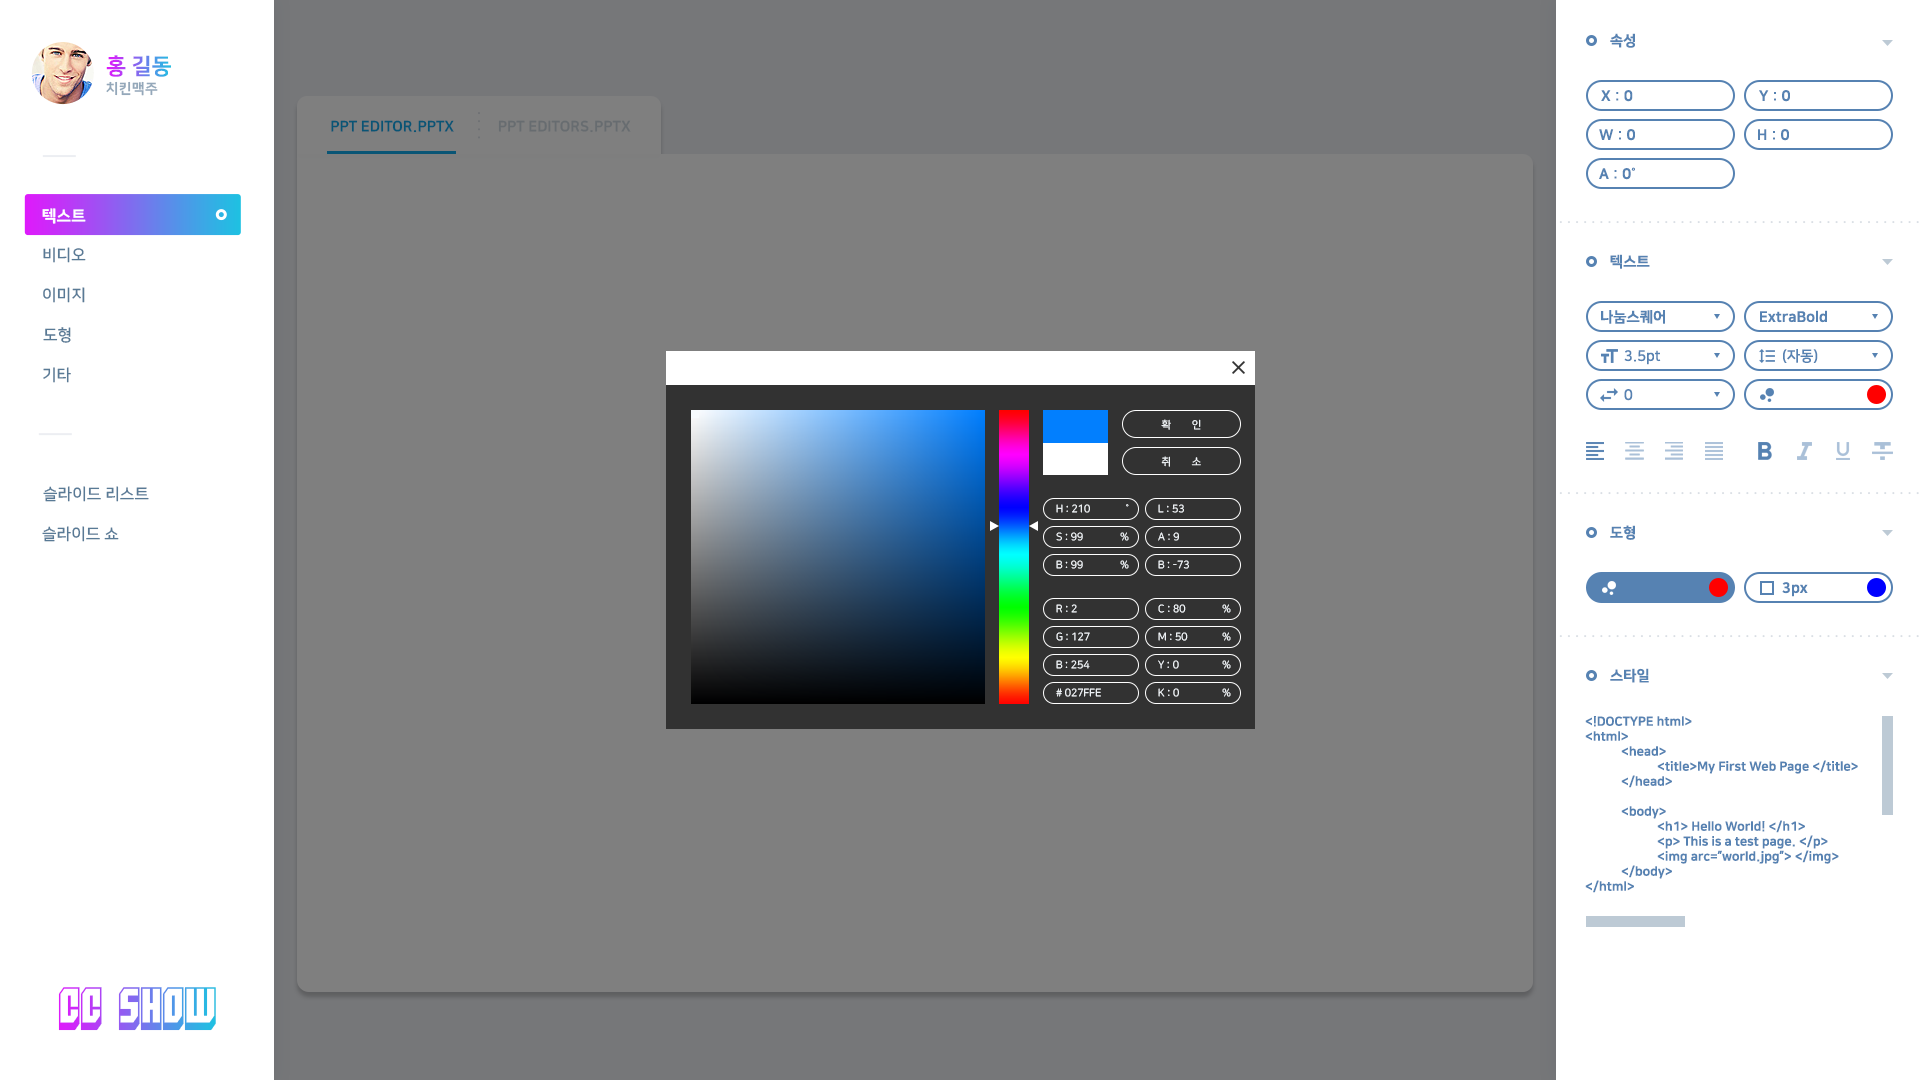 홍 길동
치킨맥주
텍스트
비디오
이미지
도형
기타
슬라이드 리스트
슬라이드 쇼
CC SHOW
PPT EDITOR.PPTX
PPT EDITORS.PPTX
확 인
취 소
H : 210 °
L : 53
S : 99 %
A : 9
B : 99 %
B : -73
R : 2
C : 80 %
G : 127
M : 50 %
B : 254
Y : 0 %
# 027FFE
K : 0 %
속성
X : 0
Y : 0
W : 0
H : 0
A : 0°
텍스트
나눔스퀘어
ExtraBold
3.5pt
(자동)
0
B I U
도형
3px
스타일
<!DOCTYPE html>
<html>
<head>
<title>My First Web Page </title>
</head>
<body>
<h1> Hello World! </h1>
<p> This is a test page. </p>
<img arc="world.jpg"> </img>
</body>
</html>